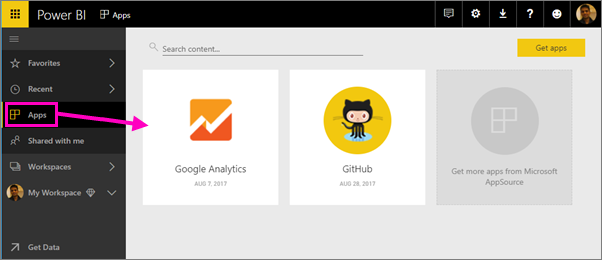 Power BI Apps
?
Favorites
Recent
Apps
Shared with me
Workspaces
My Workspace
Get Data
Search content...
Get apps
Google Analytics
AUG 7, 2017
GitHub
AUG 28, 2017
Get more apps from Microsoft
AppSource